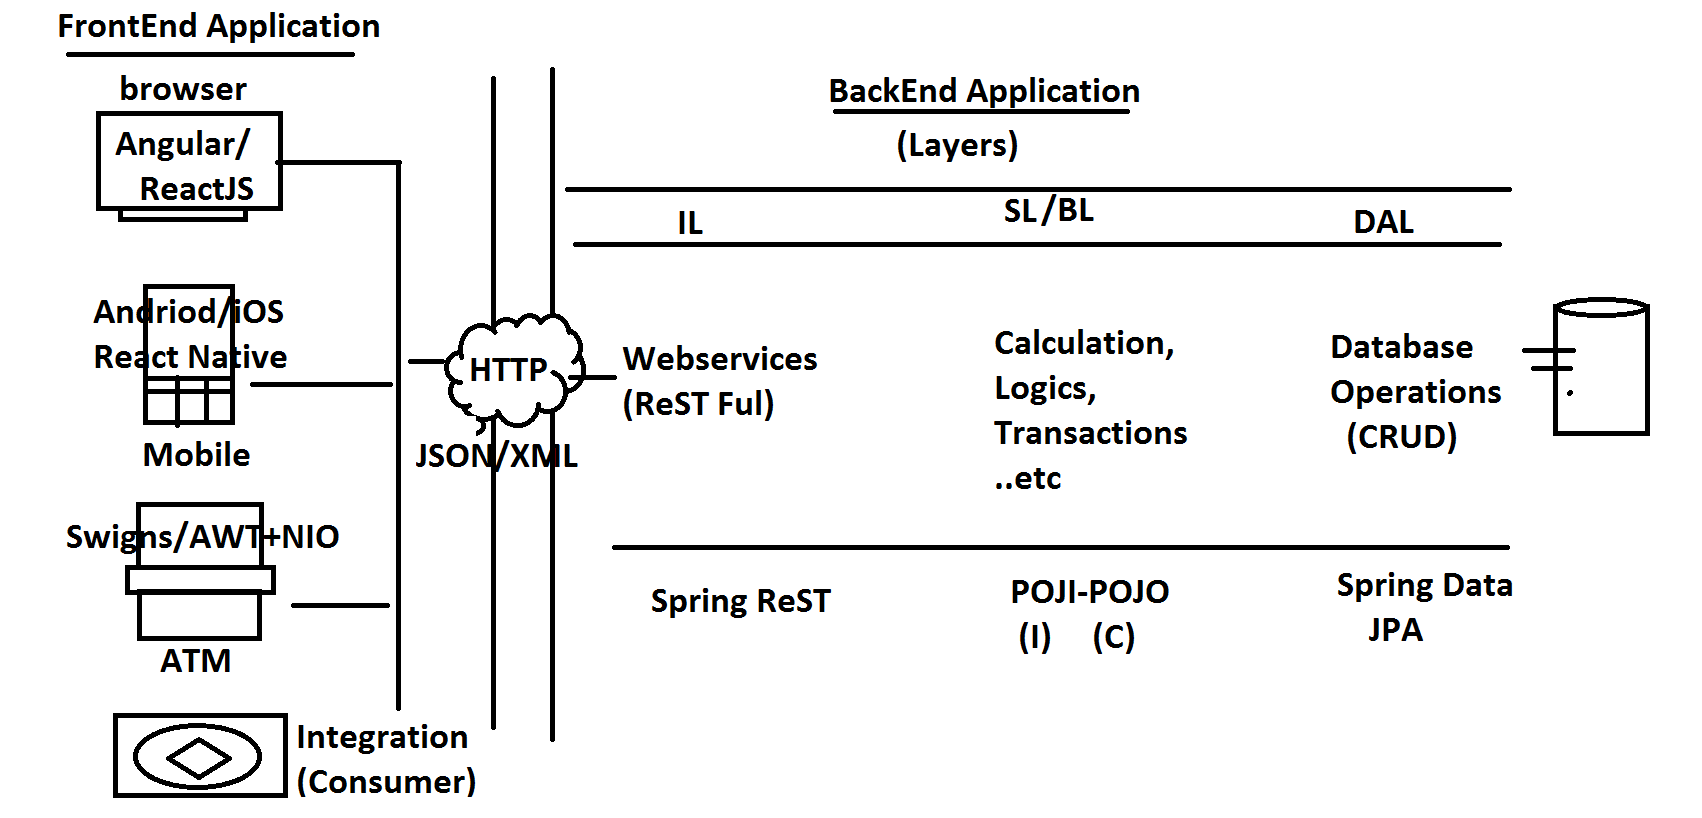 FrontEnd Application
browser
Angular/
ReactJS
Andriod/iOS
React Native
Mobile
Swigns/AWT+NIO
ATM
Integration
(Consumer)
HTTP
JSON/XML
BackEnd Application
(Layers)
IL
SL/BL
DAL
Webservices
(ReST Ful)
Calculation,
Logics,
Transactions
..etc
Database
Operations
(CRUD)
Spring ReST
POJI-POJO
(I) (C)
Spring Data
JPA